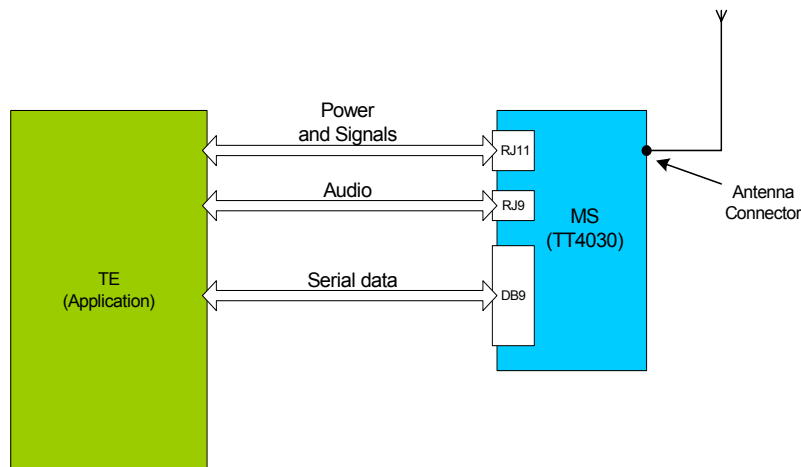 Power
and Signals
RJ11
Audio
RJ9
Antenna
Connector
MS
(TT4030)
TE
(Application)
Serial data
DB9